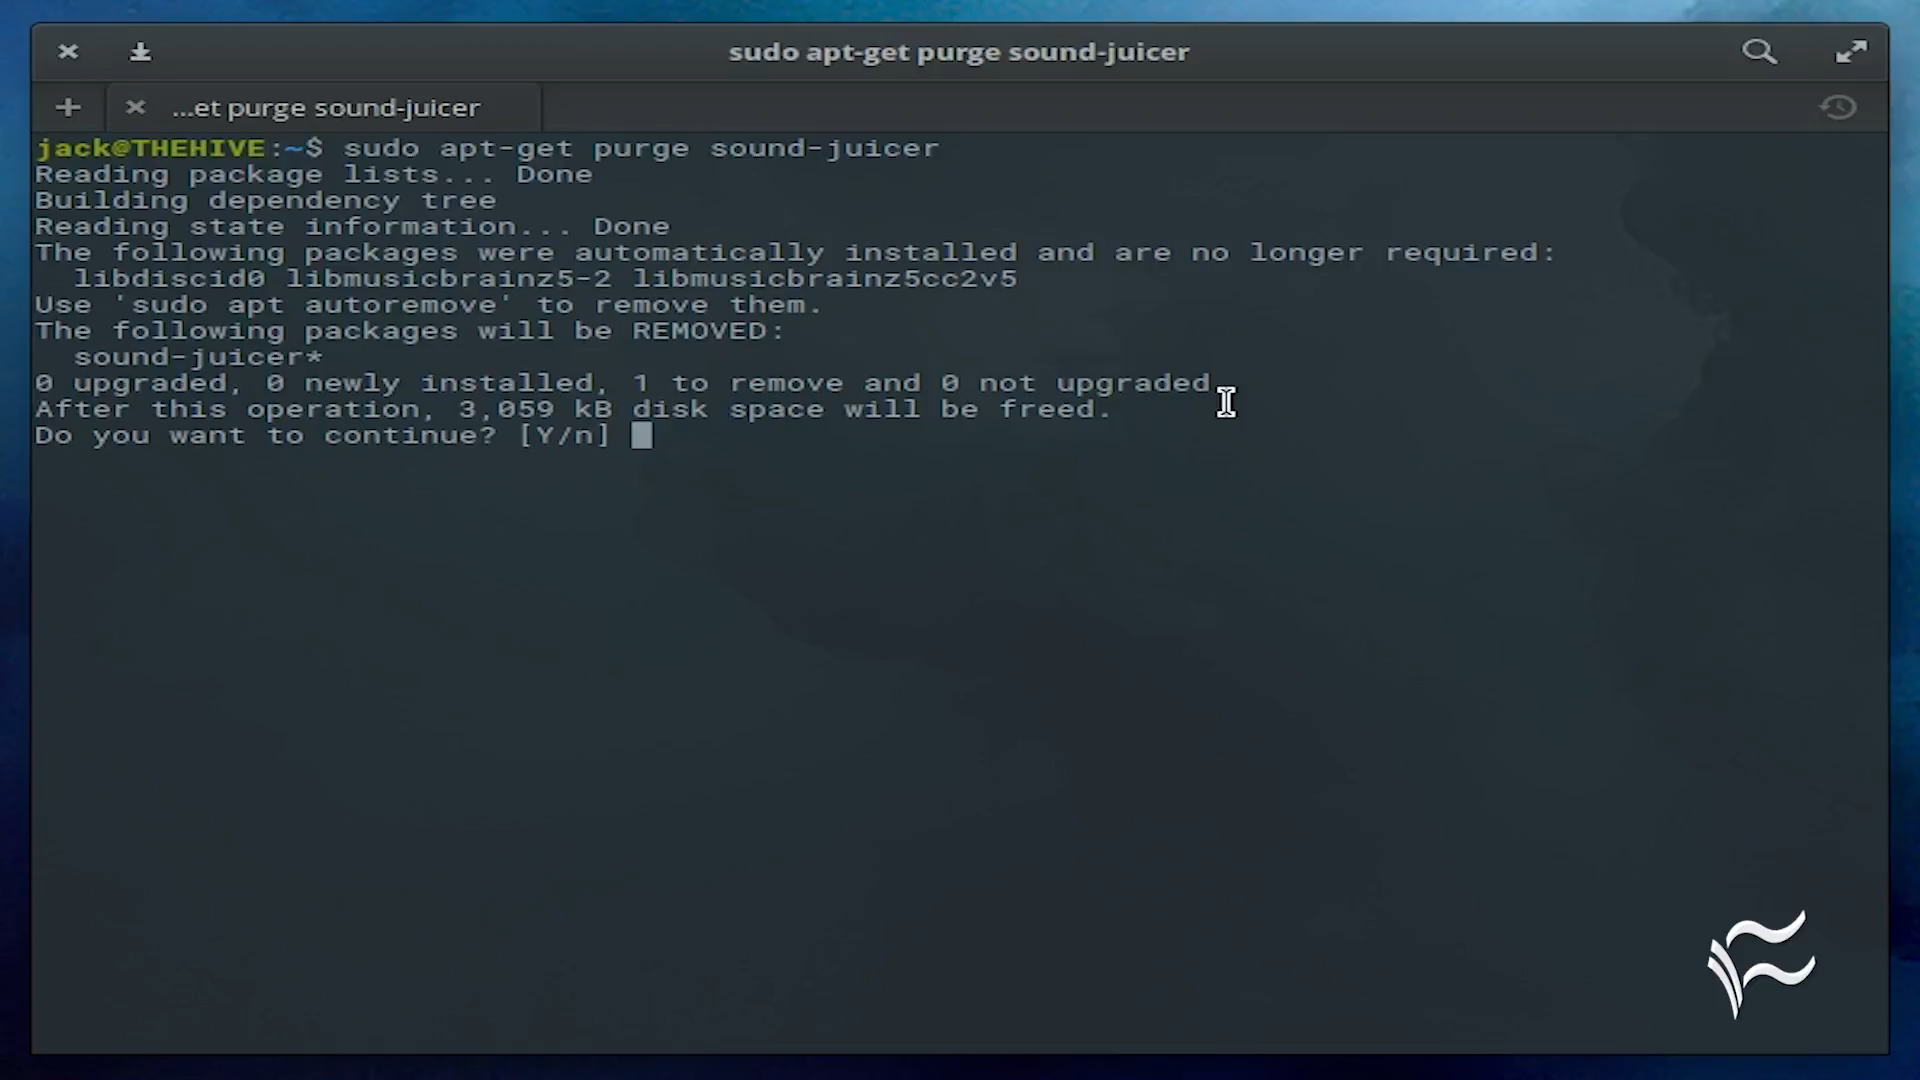 sudo apt-get purge sound-juicer
...et purge sound-juicer
jack@THEHIVE:~$ sudo apt-get purge sound-juicer
Reading package lists... Done
Building dependency tree
Reading state information... Done
The following packages were automatically installed and are no longer required:
  libdiscid0 libmusicbrainz5-2 libmusicbrainz5cc2v5
Use 'sudo apt autoremove' to remove them.
The following packages will be REMOVED:
  sound-juicer*
0 upgraded, 0 newly installed, 1 to remove and 0 not upgraded.
After this operation, 3,059 kB disk space will be freed.
Do you want to continue? [Y/n]